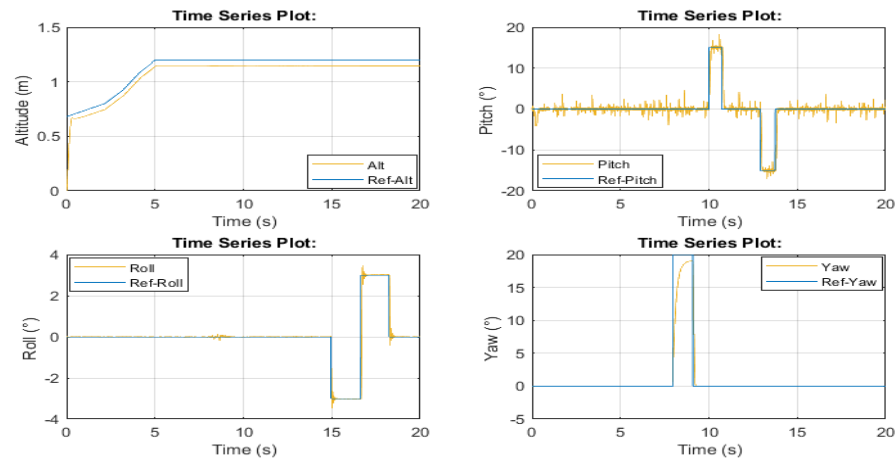 Time Series Plot:
Altitude (m)
1.5
1
0.5
0
Alt
Ref-Alt
0 5 10 15 20
Time (s)
Time Series Plot:
Pitch (°)
20
10
0
-10
-20
Pitch
Ref-Pitch
0 5 10 15 20
Time (s)
Time Series Plot:
Roll (°)
4
2
0
-2
-4
Roll
Ref-Roll
0 5 10 15 20
Time (s)
Time Series Plot:
Yaw (°)
20
15
10
5
0
-5
Yaw
Ref-Yaw
0 5 10 15 20
Time (s)